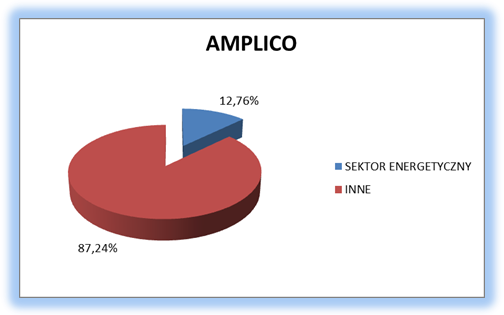 AMPLICO
12,76%
SEKTOR ENERGETYCZNY
INNE
87,24%